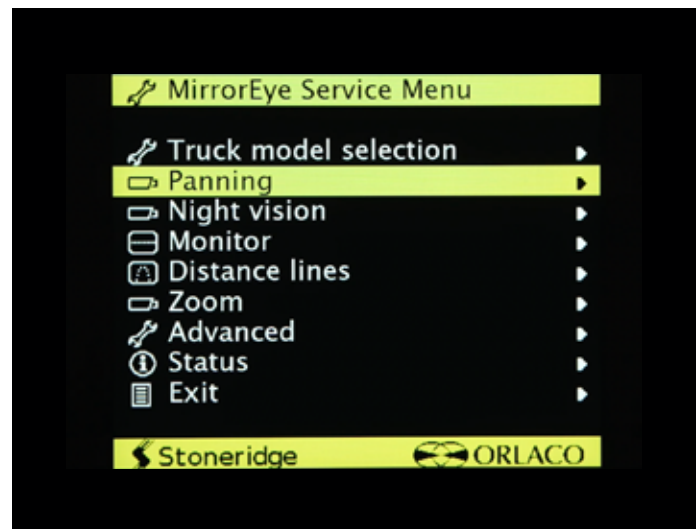 MirrorEye Service Menu
Truck model selection
Panning
Night vision
Monitor
Distance lines
Zoom
Advanced
Status
Exit
Stoneridge ORLACO